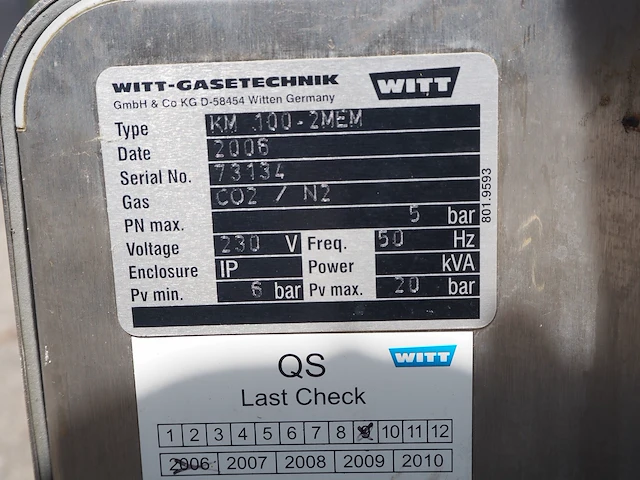 WITT-GASETECHNIK WITT
GmbH & Co KG D-58454 Witten Germany
Type KM 100-2MEM
Date 2006
Serial No. 73134
Gas CO2 / N2
PN max. 5 bar
Voltage 230 V Freq. 50 Hz
Enclosure IP Power kVA
Pv min. 6 bar Pv max. 20 bar
801.9593
QS WITT
Last Check
1 2 3 4 5 6 7 8 9 10 11 12
2006 2007 2008 2009 2010